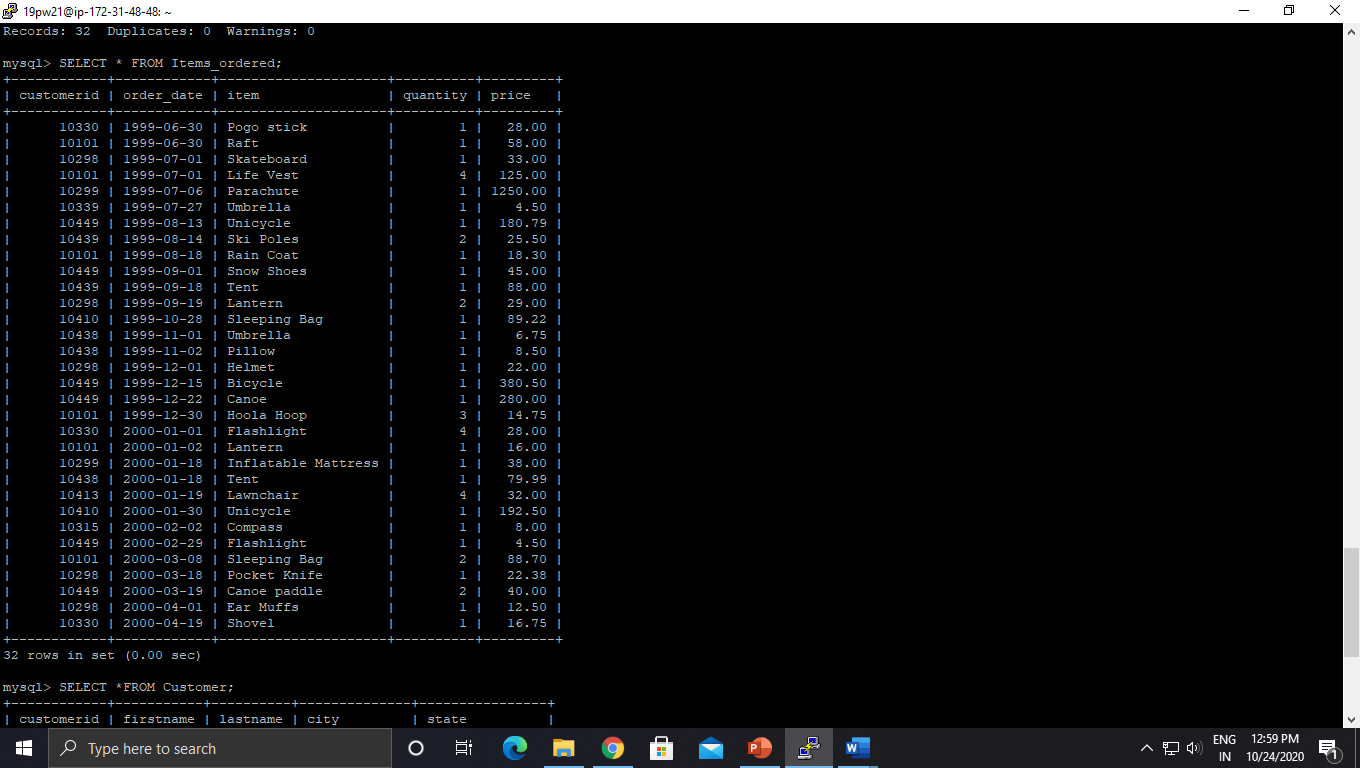 19pw21@ip-172-31-48-48: ~
Records: 32  Duplicates: 0  Warnings: 0
mysql> SELECT * FROM Items_ordered;
+------------+------------+---------------------+----------+---------+
| customerid | order_date | item                | quantity | price   |
+------------+------------+---------------------+----------+---------+
|      10330 | 1999-06-30 | Pogo stick          |        1 |   28.00 |
|      10101 | 1999-06-30 | Raft                |        1 |   58.00 |
|      10298 | 1999-07-01 | Skateboard          |        1 |   33.00 |
|      10101 | 1999-07-01 | Life Vest           |        4 |  125.00 |
|      10299 | 1999-07-06 | Parachute           |        1 | 1250.00 |
|      10339 | 1999-07-27 | Umbrella            |        1 |    4.50 |
|      10449 | 1999-08-13 | Unicycle            |        1 |  180.79 |
|      10439 | 1999-08-14 | Ski Poles           |        2 |   25.50 |
|      10101 | 1999-08-18 | Rain Coat           |        1 |   18.30 |
|      10449 | 1999-09-01 | Snow Shoes          |        1 |   45.00 |
|      10439 | 1999-09-18 | Tent                |        1 |   88.00 |
|      10298 | 1999-09-19 | Lantern             |        2 |   29.00 |
|      10410 | 1999-10-28 | Sleeping Bag        |        1 |   89.22 |
|      10438 | 1999-11-01 | Umbrella            |        1 |    6.75 |
|      10438 | 1999-11-02 | Pillow              |        1 |    8.50 |
|      10298 | 1999-12-01 | Helmet              |        1 |   22.00 |
|      10449 | 1999-12-15 | Bicycle             |        1 |  380.50 |
|      10449 | 1999-12-22 | Canoe               |        1 |  280.00 |
|      10101 | 1999-12-30 | Hoola Hoop          |        3 |   14.75 |
|      10330 | 2000-01-01 | Flashlight          |        4 |   28.00 |
|      10101 | 2000-01-02 | Lantern             |        1 |   16.00 |
|      10299 | 2000-01-18 | Inflatable Mattress |        1 |   38.00 |
|      10438 | 2000-01-18 | Tent                |        1 |   79.99 |
|      10413 | 2000-01-19 | Lawnchair           |        4 |   32.00 |
|      10410 | 2000-01-30 | Unicycle            |        1 |  192.50 |
|      10315 | 2000-02-02 | Compass             |        1 |    8.00 |
|      10449 | 2000-02-29 | Flashlight          |        1 |    4.50 |
|      10101 | 2000-03-08 | Sleeping Bag        |        2 |   88.70 |
|      10298 | 2000-03-18 | Pocket Knife        |        1 |   22.38 |
|      10449 | 2000-03-19 | Canoe paddle        |        2 |   40.00 |
|      10298 | 2000-04-01 | Ear Muffs           |        1 |   12.50 |
|      10330 | 2000-04-19 | Shovel              |        1 |   16.75 |
+------------+------------+---------------------+----------+---------+
32 rows in set (0.00 sec)
mysql> SELECT *FROM Customer;
+------------+-----------+----------+--------------+----------------+
| customerid | firstname | lastname | city         | state          |
Type here to search
ENG
IN
12:59 PM
10/24/2020
1